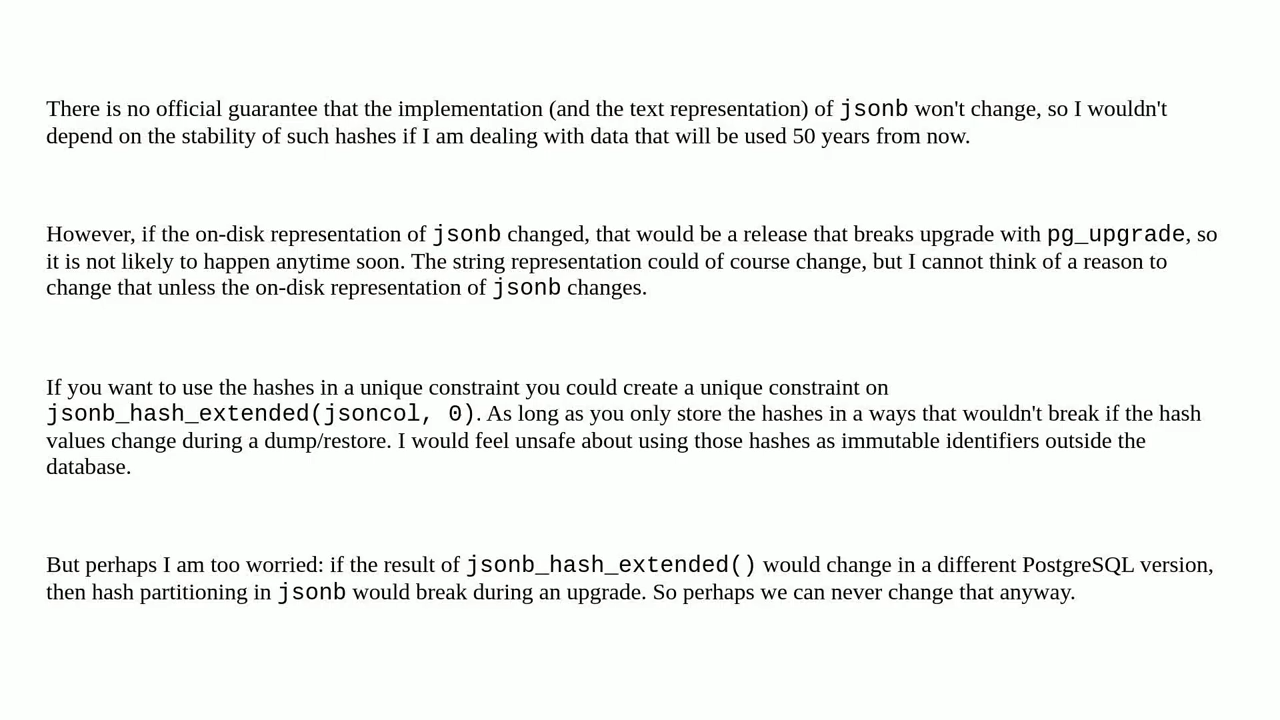 There is no official guarantee that the implementation (and the text representation) of jsonb won't change, so I wouldn't
depend on the stability of such hashes if I am dealing with data that will be used 50 years from now.
However, if the on-disk representation of jsonb changed, that would be a release that breaks upgrade with pg_upgrade, so
it is not likely to happen anytime soon. The string representation could of course change, but I cannot think of a reason to
change that unless the on-disk representation of jsonb changes.
If you want to use the hashes in a unique constraint you could create a unique constraint on
jsonb_hash_extended(jsoncol, 0). As long as you only store the hashes in a ways that wouldn't break if the hash
values change during a dump/restore. I would feel unsafe about using those hashes as immutable identifiers outside the
database.
But perhaps I am too worried: if the result of jsonb_hash_extended() would change in a different PostgreSQL version,
then hash partitioning in jsonb would break during an upgrade. So perhaps we can never change that anyway.